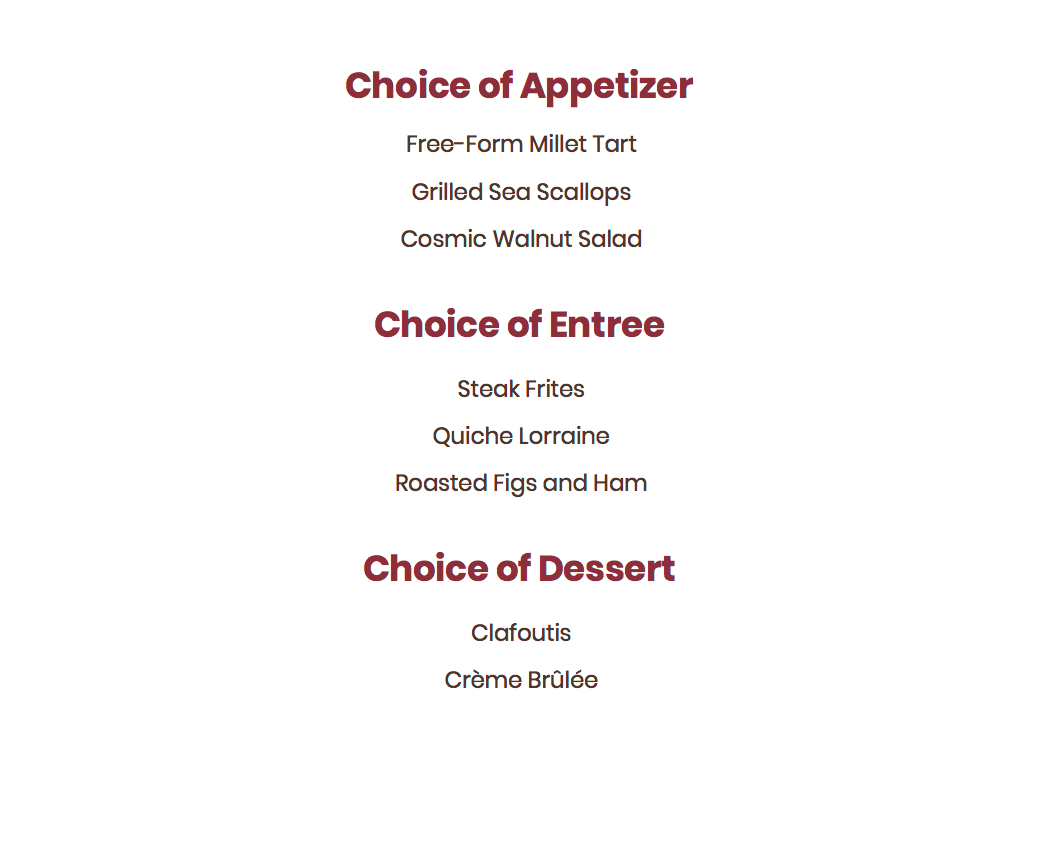 Choice of Appetizer
Free-Form Millet Tart
Grilled Sea Scallops
Cosmic Walnut Salad
Choice of Entree
Steak Frites
Quiche Lorraine
Roasted Figs and Ham
Choice of Dessert
Clafoutis
Crème Brûlée